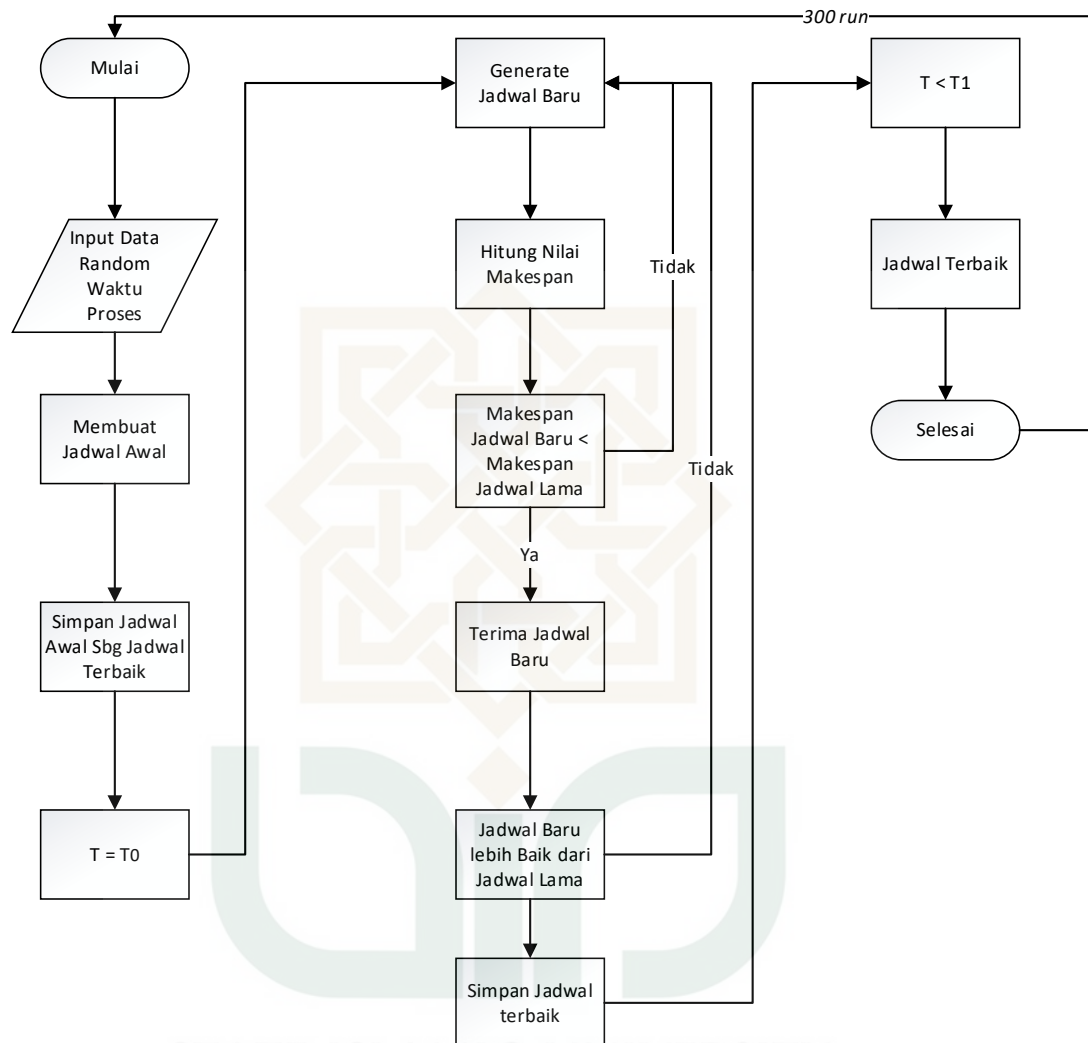 300 run
Mulai
Input Data
Random
Waktu
Proses
Membuat
Jadwal Awal
Simpan Jadwal
Awal Sbg Jadwal
Terbaik
T = T0
Generate
Jadwal Baru
Hitung Nilai
Makespan
Tidak
Makespan
Jadwal Baru <
Makespan
Jadwal Lama
Tidak
Ya
Terima Jadwal
Baru
Jadwal Baru
lebih Baik dari
Jadwal Lama
Simpan Jadwal
terbaik
T < T1
Jadwal Terbaik
Selesai